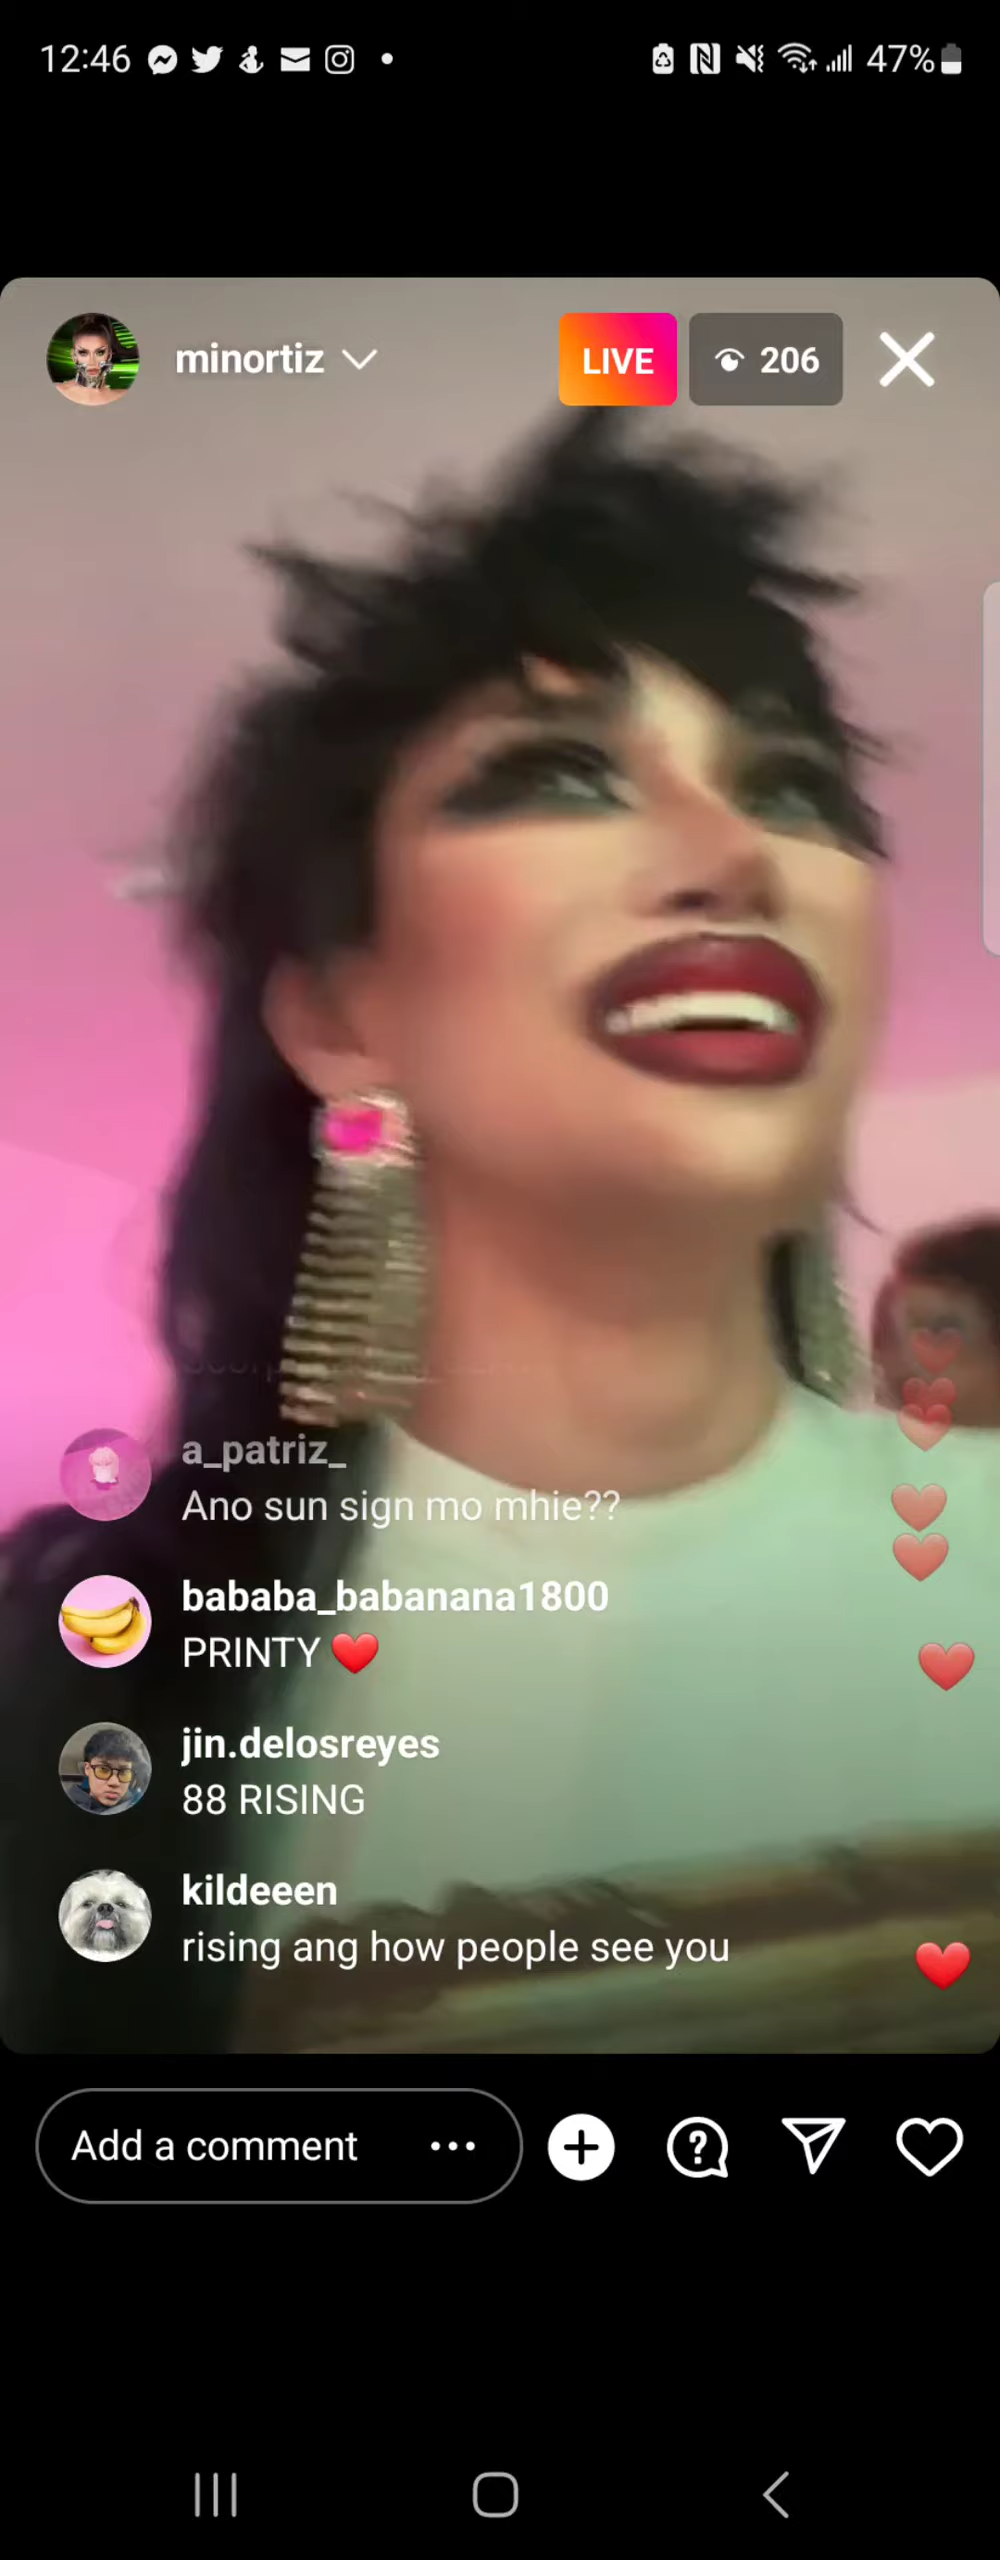 12:46
47%
minortiz
LIVE
206
a_patriz_
Ano sun sign mo mhie??
bababa_babanana1800
PRINTY ❤️
jin.delosreyes
88 RISING
kildeeen
rising ang how people see you
Add a comment